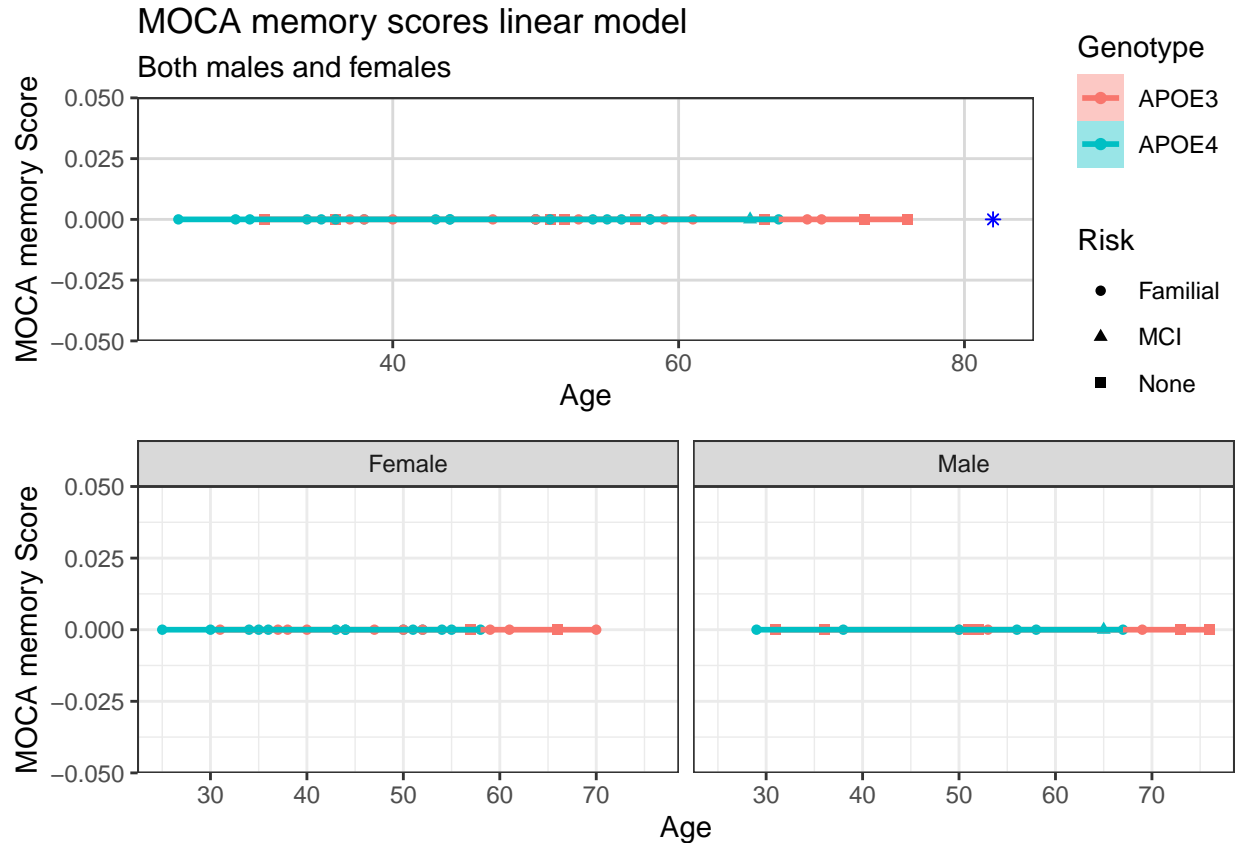 MOCA memory scores linear model
Both males and females
MOCA memory Score
0.050
0.025
0.000
−0.025
−0.050
40 60 80
Age
Genotype
APOE3
APOE4
Risk
Familial
MCI
None
Female Male
MOCA memory Score
0.050
0.025
0.000
−0.025
−0.050
30 40 50 60 70 30 40 50 60 70
Age